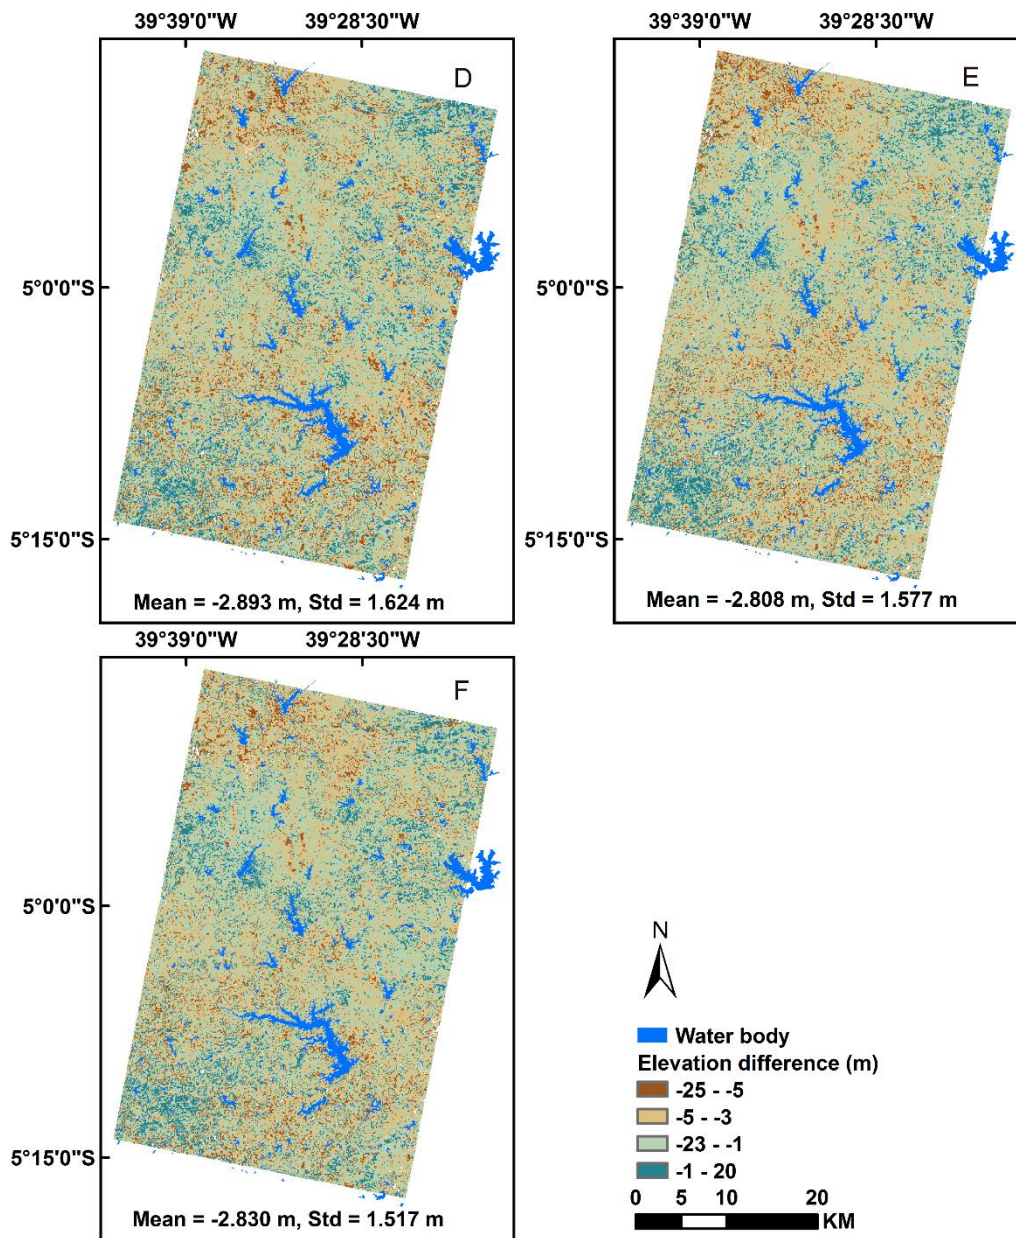 39°39'0"W 39°28'30"W 39°39'0"W 39°28'30"W
D E
5°0'0"S 5°0'0"S
5°15'0"S 5°15'0"S
Mean = -2.893 m, Std = 1.624 m Mean = -2.808 m, Std = 1.577 m
39°39'0"W 39°28'30"W
F
5°0'0"S
5°15'0"S
Mean = -2.830 m, Std = 1.517 m
N
Water body
Elevation difference (m)
-25 - -5
-5 - -3
-23 - -1
-1 - 20
0 5 10 20
KM